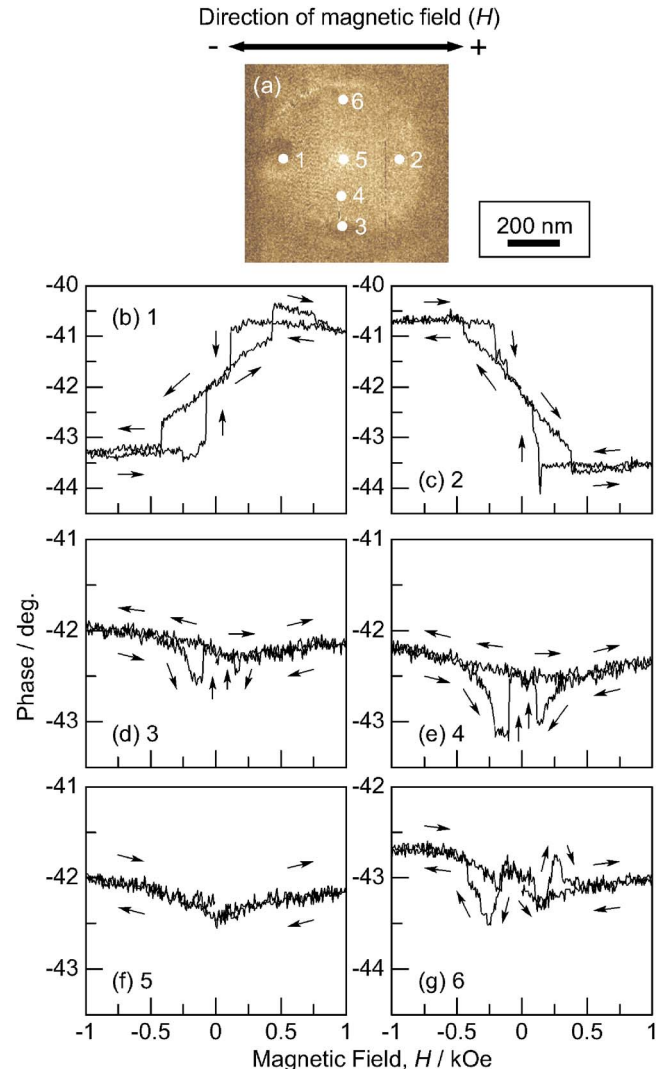 Direction of magnetic field (H)
- +
(a)
6
1 5 2
4
3
200 nm
-40 -40
(b) 1
-41 -41
-42 -42
-43 -43
(c) 2
-44 -44
-41 -41
-42 -42
-43 -43
(d) 3 (e) 4
-41 -42
-42 -43
-43 -44
(f) 5 (g) 6
-1 -0.5 0 0.5 -1 -0.5 0 0.5 1
Phase / deg.
Magnetic Field, H / kOe